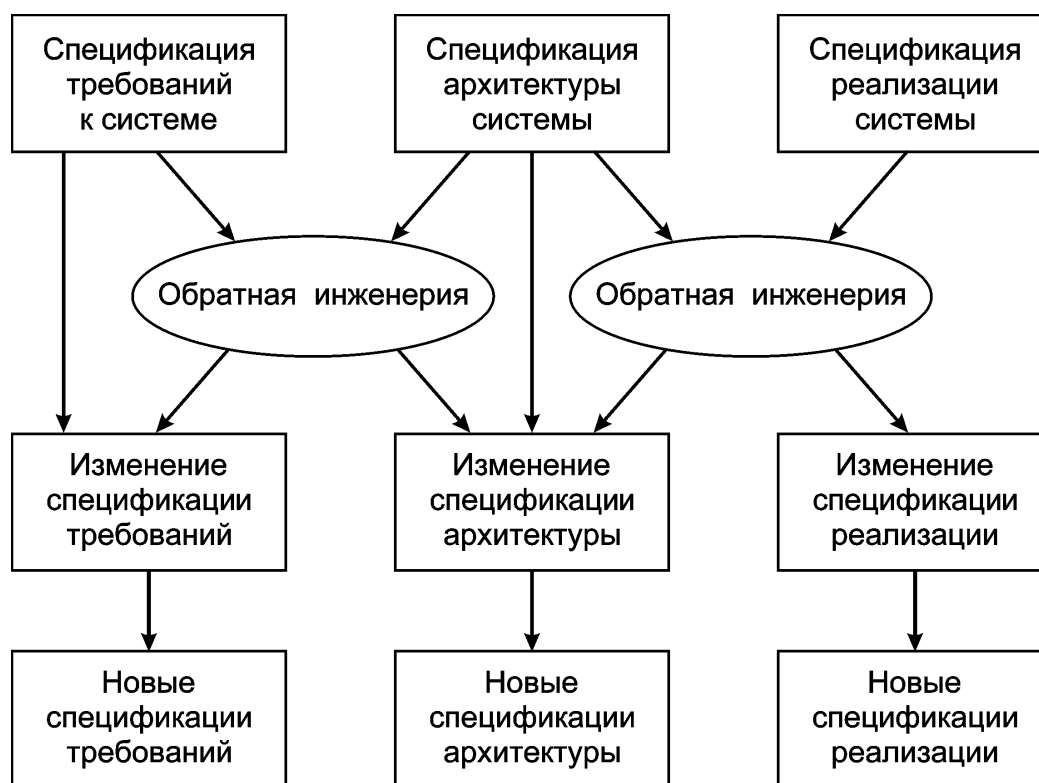 Спецификация
требований
к системе
Спецификация
архитектуры
системы
Спецификация
реализации
системы
Обратная инженерия
Обратная инженерия
Изменение
спецификации
требований
Изменение
спецификации
архитектуры
Изменение
спецификации
реализации
Новые
спецификации
требований
Новые
спецификации
архитектуры
Новые
спецификации
реализации